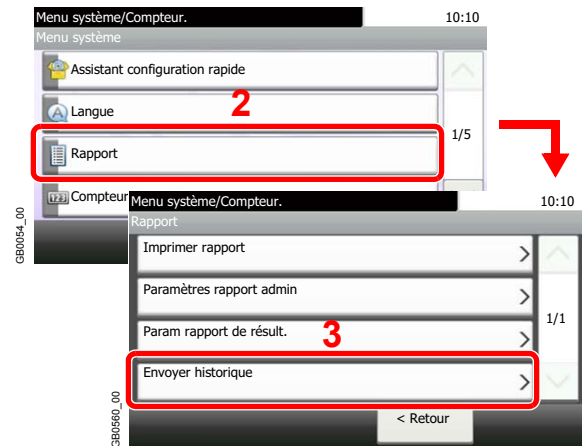 Menu système/Compteur.
10:10
Menu système
Assistant configuration rapide
Langue
2
1/5
Rapport
Compteur
GB0054_00
Menu système/Compteur.
10:10
Rapport
Imprimer rapport
Paramètres rapport admin
1/1
Param rapport de résult.
3
Envoyer historique
< Retour
GB0560_00